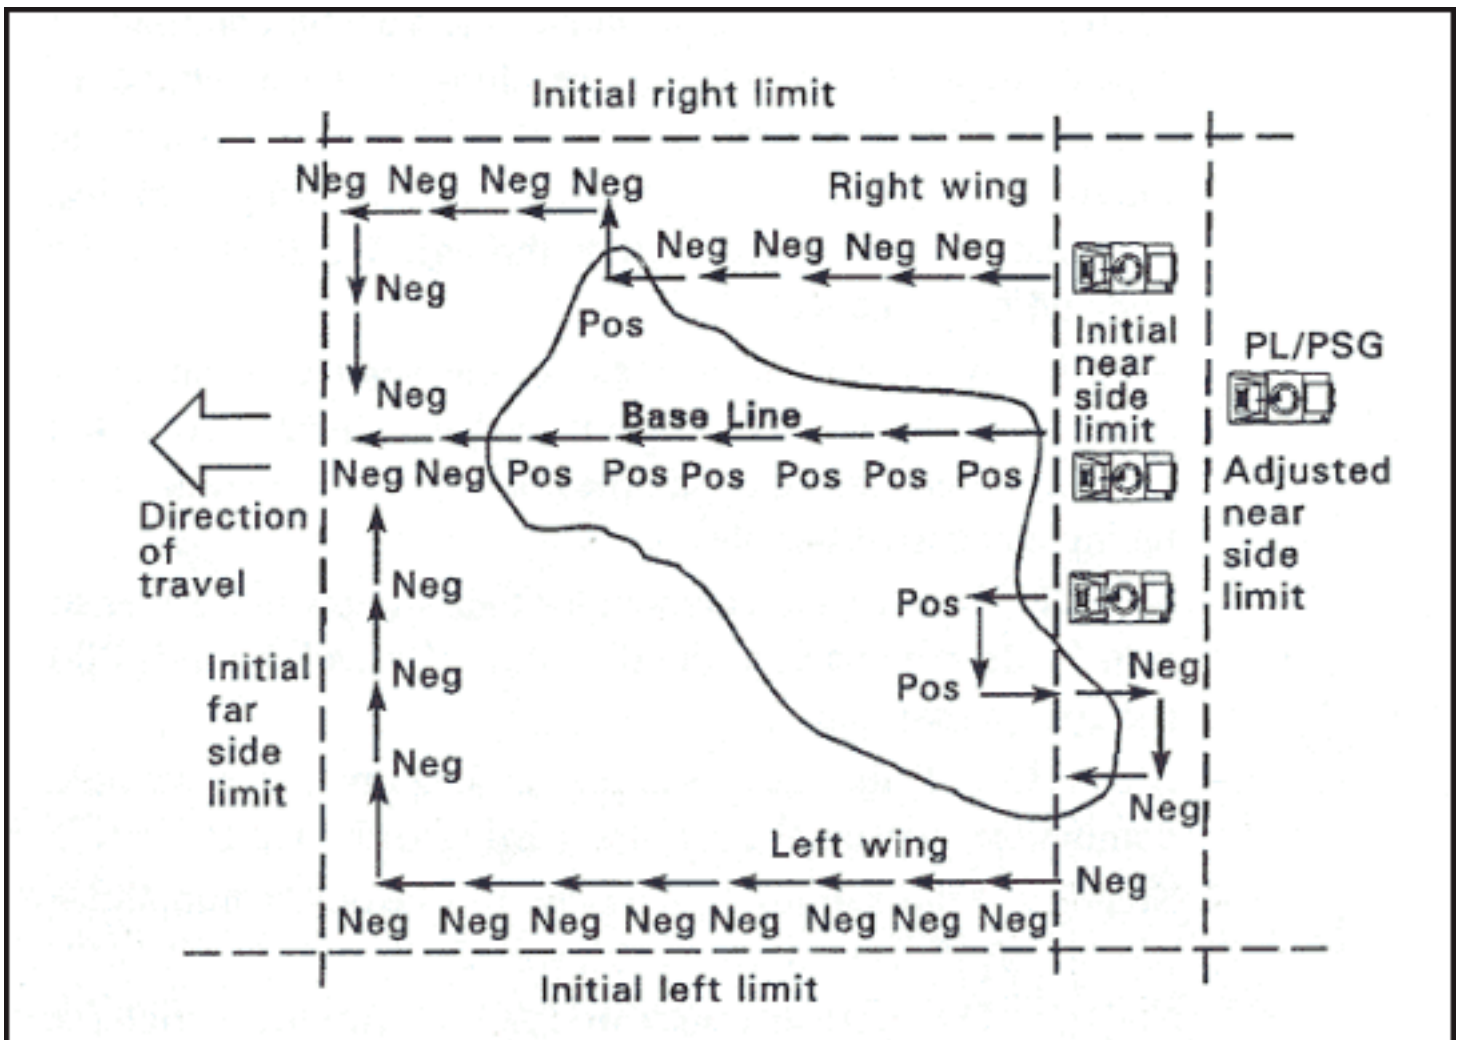 Initial right limit
Neg Neg Neg Neg
Right wing
Neg Neg Neg Neg
Neg
Pos
Initial
near
side
limit
PL/PSG
Neg
Base Line
Neg Neg Pos Pos Pos Pos Pos Pos
Adjusted
near
side
limit
Direction
of
travel
Neg
Pos
Initial
far
side
limit
Neg
Pos
Neg
Neg
Neg
Left wing
Neg
Neg Neg Neg Neg Neg Neg Neg Neg
Initial left limit